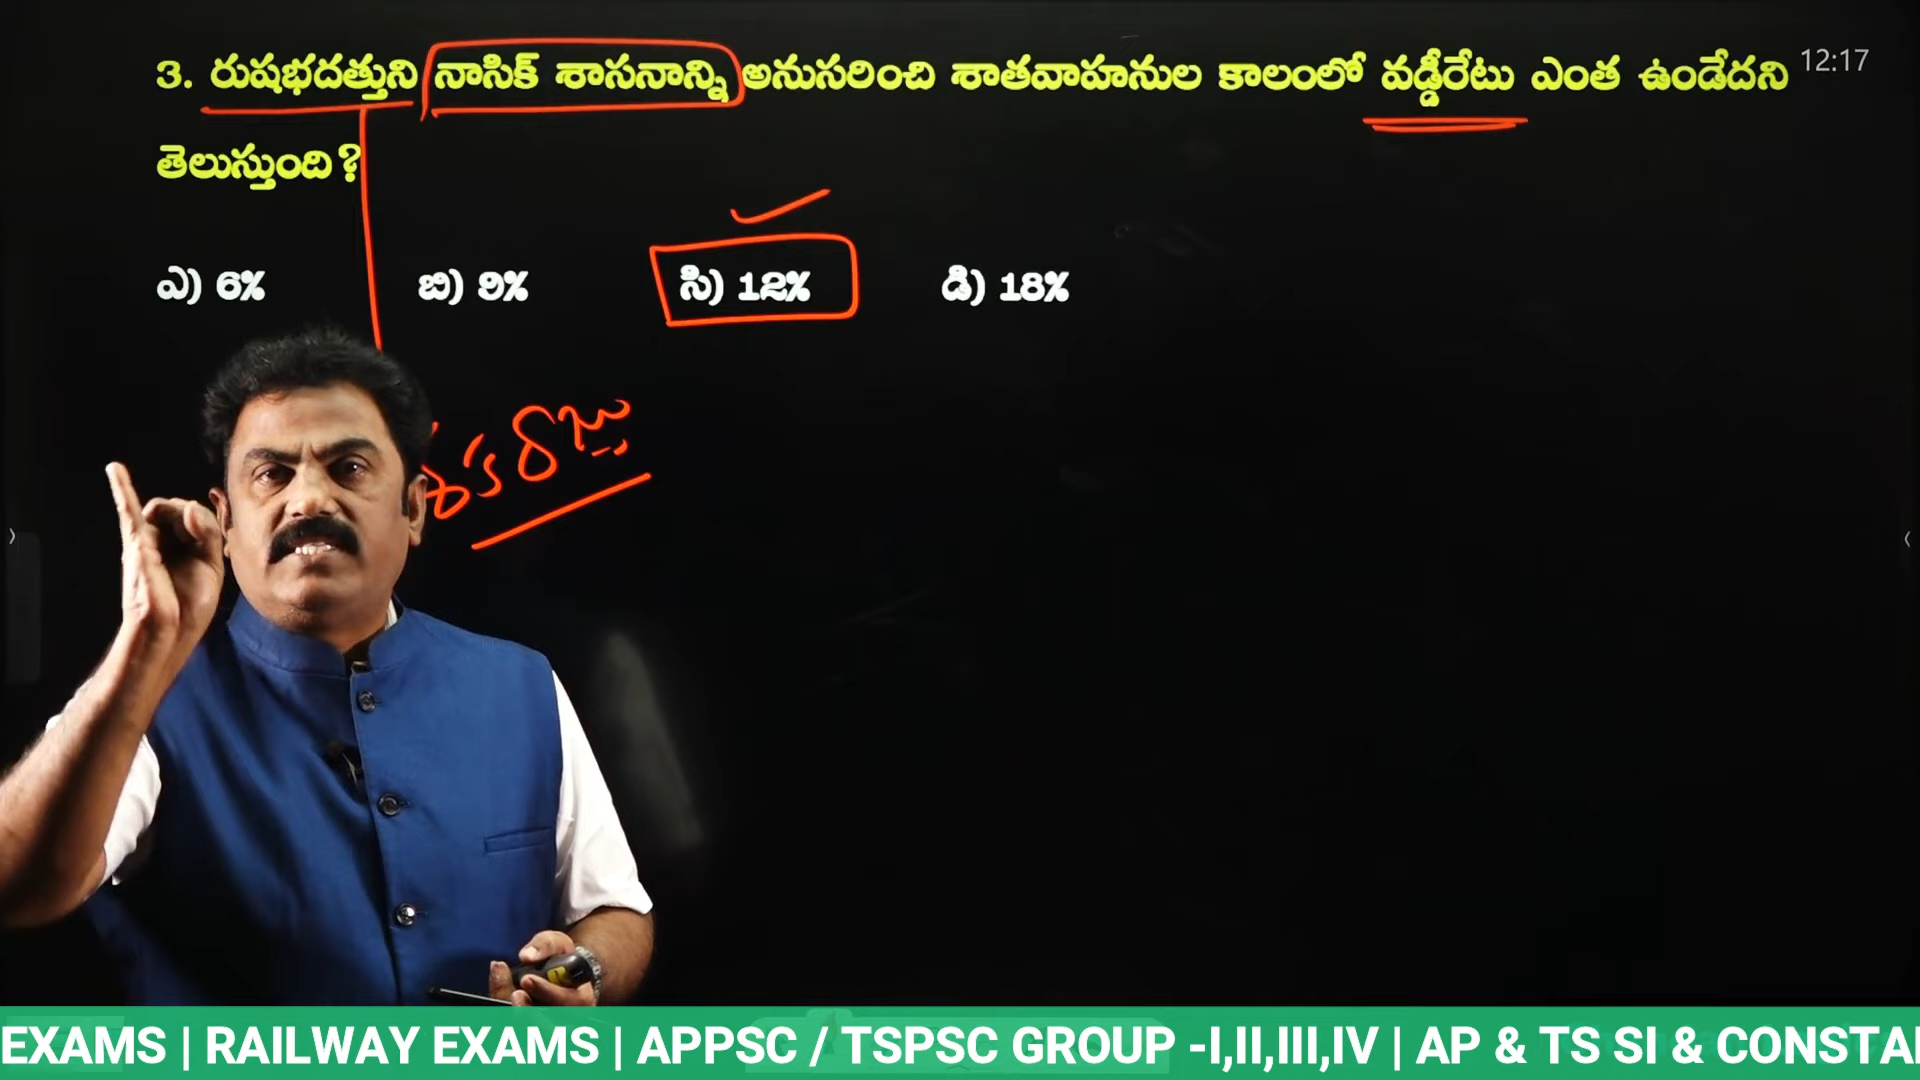 3. రుషభదత్తుని నాసిక్ శాసనాన్ని అనుసరించి శాతవాహనుల కాలంలో వడ్డీరేటు ఎంత ఉండేదని
12:17
తెలుస్తుంది?
ఎ) 6% బి) 9% సి) 12% డి) 18%
EXAMS | RAILWAY EXAMS | APPSC / TSPSC GROUP -I,II,III,IV | AP & TS SI & CONSTA